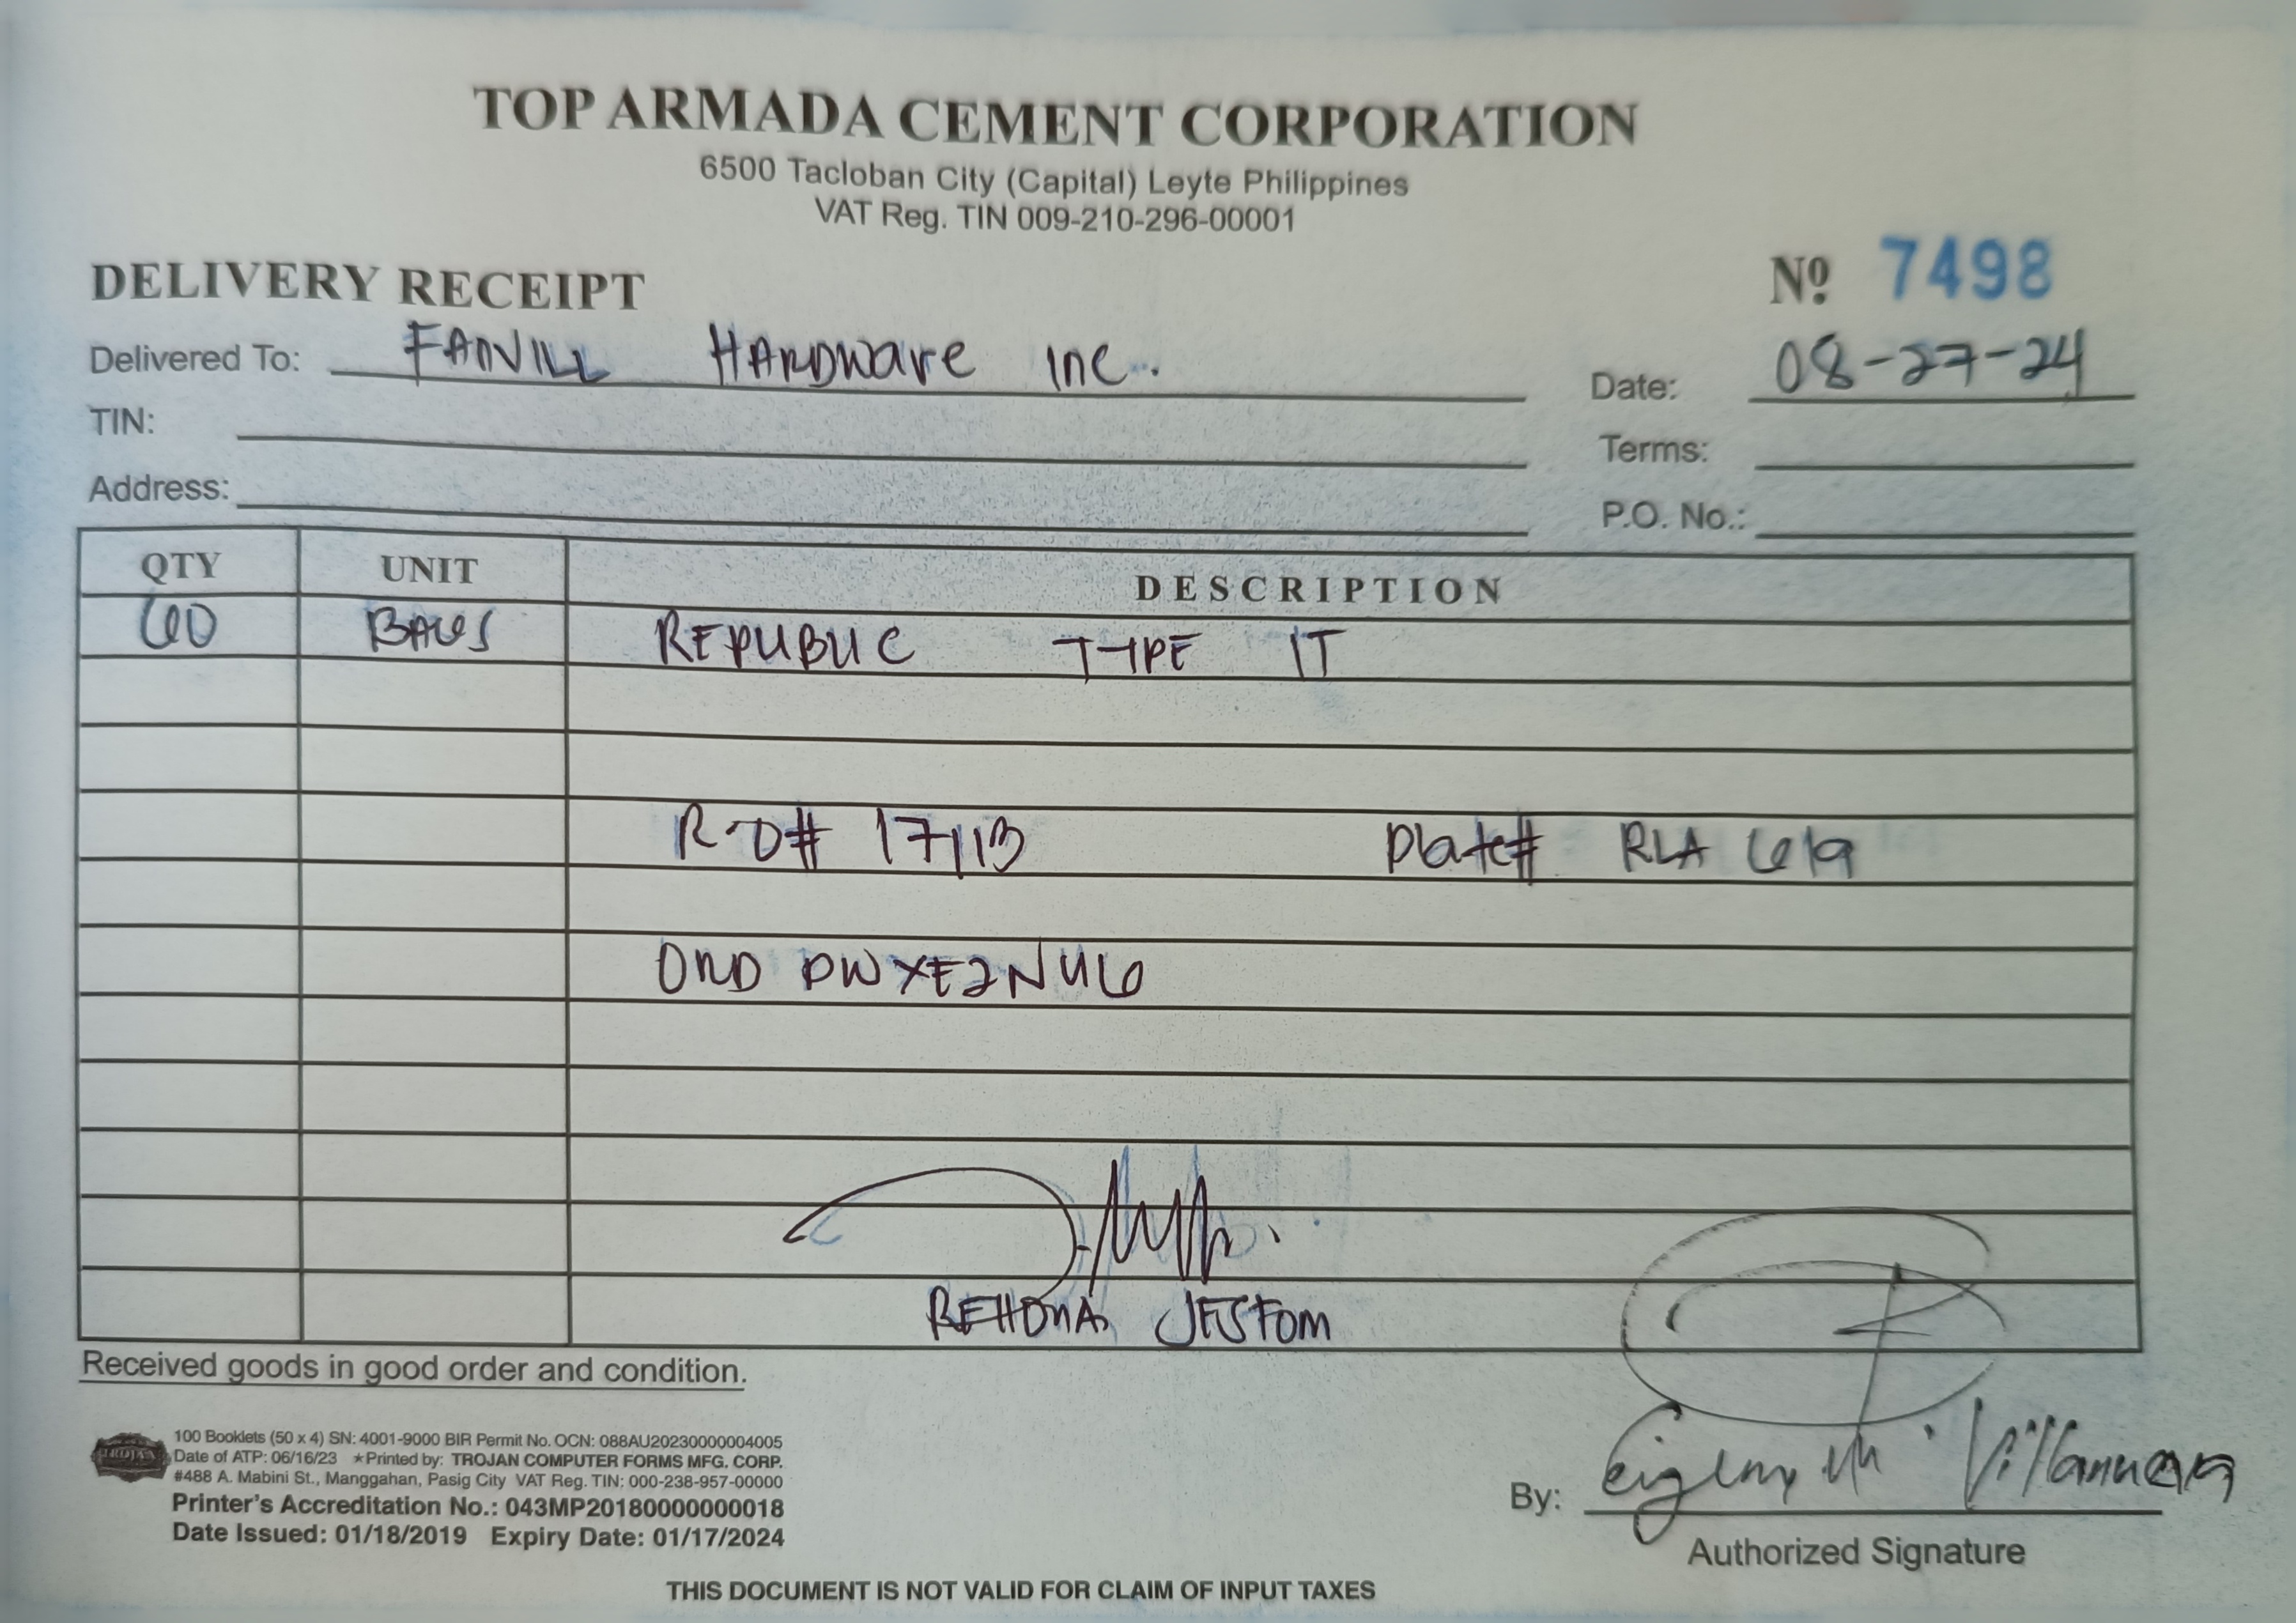 TOP ARMADA CEMENT CORPORATION
6500 Tacloban City (Capital) Leyte Philippines
VAT Reg. TIN 009-210-296-00001
DELIVERY RECEIPT
Nº 7498
Delivered To: FANVILL HARDWARE INC.
Date: 08-27-24
TIN:
Terms:
Address:
P.O. No.:
QTY UNIT DESCRIPTION
60 BAGS REPUBLIC TYPE 1T
RO# 17113 Plate# RLA 619
ORD PWXE2NU6
JESTOM
Received goods in good order and condition.
TROJAN
100 Booklets (50 x 4) SN: 4001-9000 BIR Permit No. OCN: 088AU20230000004005
Date of ATP: 06/16/23 ★Printed by: TROJAN COMPUTER FORMS MFG. CORP.
#488 A. Mabini St., Manggahan, Pasig City VAT Reg. TIN: 000-238-957-00000
Printer's Accreditation No.: 043MP20180000000018
Date Issued: 01/18/2019 Expiry Date: 01/17/2024
By:
Authorized Signature
THIS DOCUMENT IS NOT VALID FOR CLAIM OF INPUT TAXES